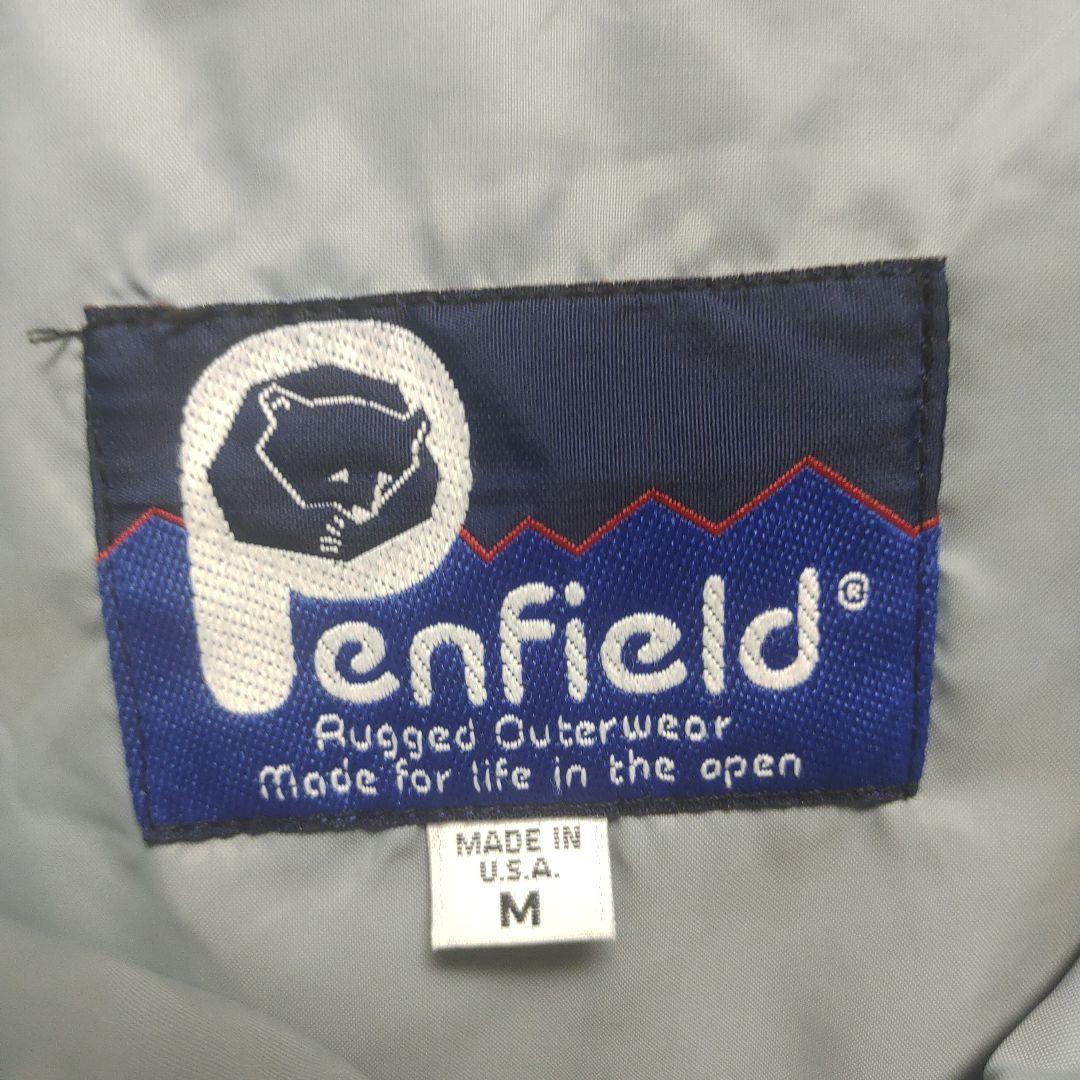 Penfield®
Rugged Outerwear
Made for life in the open
MADE IN
U.S.A.
M